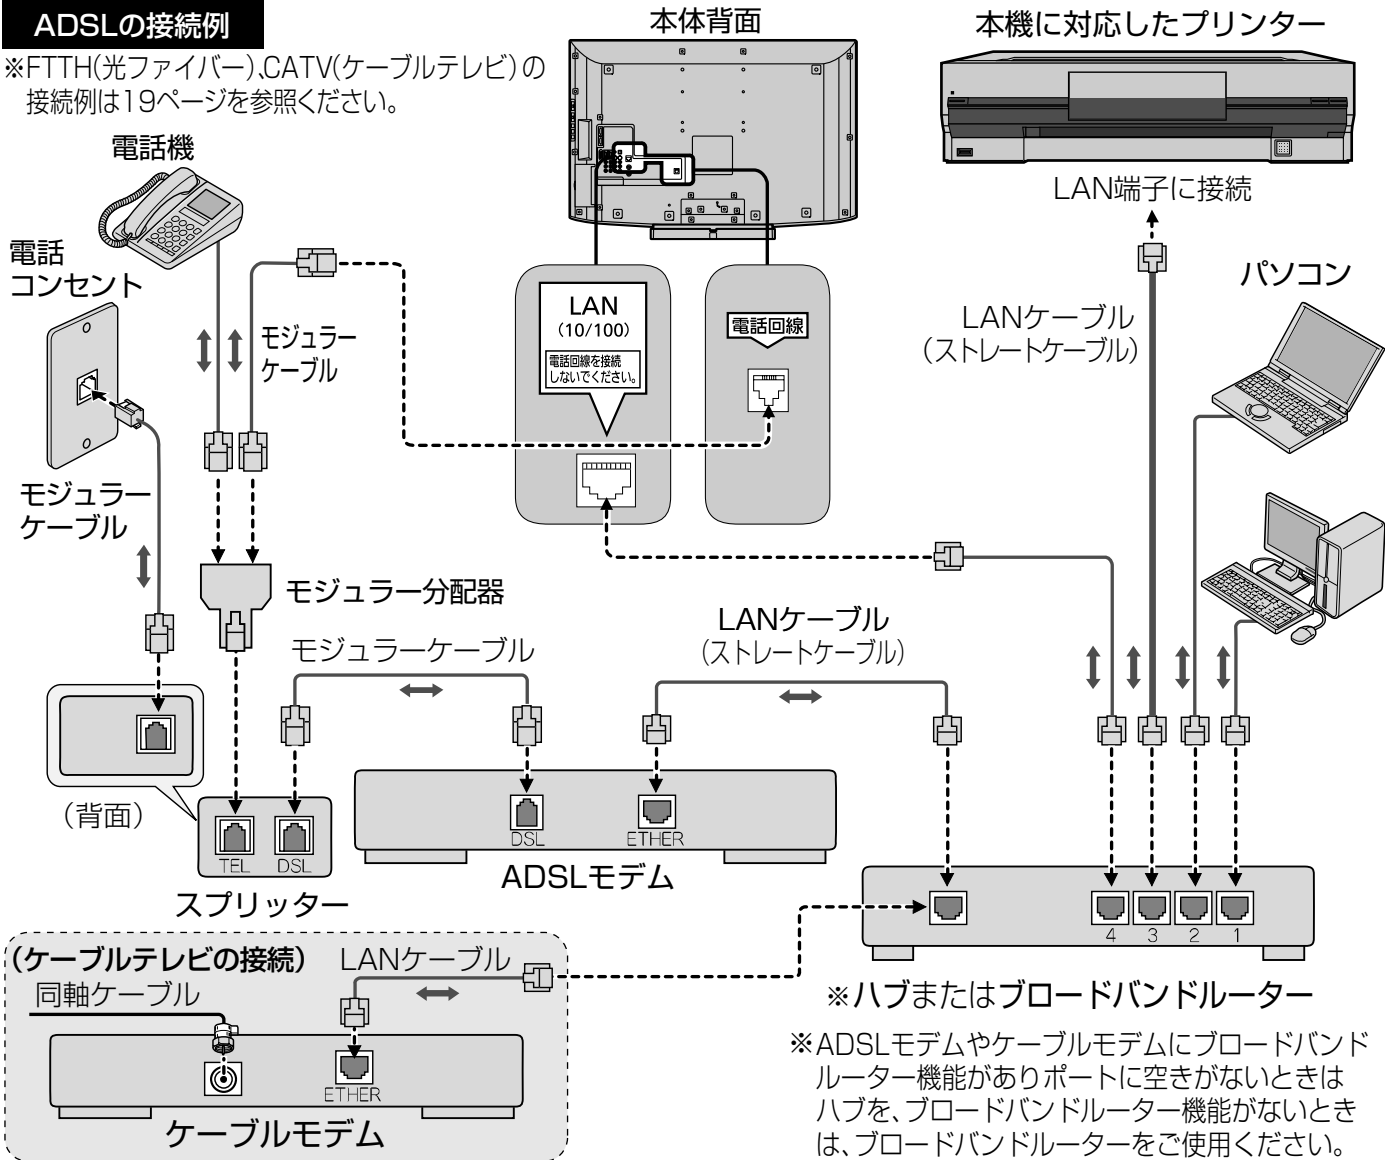 ADSLの接続例
※FTTH(光ファイバー)、CATV(ケーブルテレビ)の
接続例は19ページを参照ください。
本体背面
本機に対応したプリンター
電話機
LAN端子に接続
電話
コンセント
モジュラー
ケーブル
LAN
(10/100)
電話回線を接続
しないでください。
電話回線
LANケーブル
(ストレートケーブル)
パソコン
モジュラー
ケーブル
モジュラー分配器
モジュラーケーブル
LANケーブル
(ストレートケーブル)
(背面)
TEL
DSL
スプリッター
DSL
ETHER
ADSLモデム
4
3
2
1
※ハブまたはブロードバンドルーター
(ケーブルテレビの接続)
LANケーブル
同軸ケーブル
ETHER
ケーブルモデム
※ADSLモデムやケーブルモデムにブロードバンド
ルーター機能がありポートに空きがないときは
ハブを、ブロードバンドルーター機能がないとき
は、ブロードバンドルーターをご使用ください。